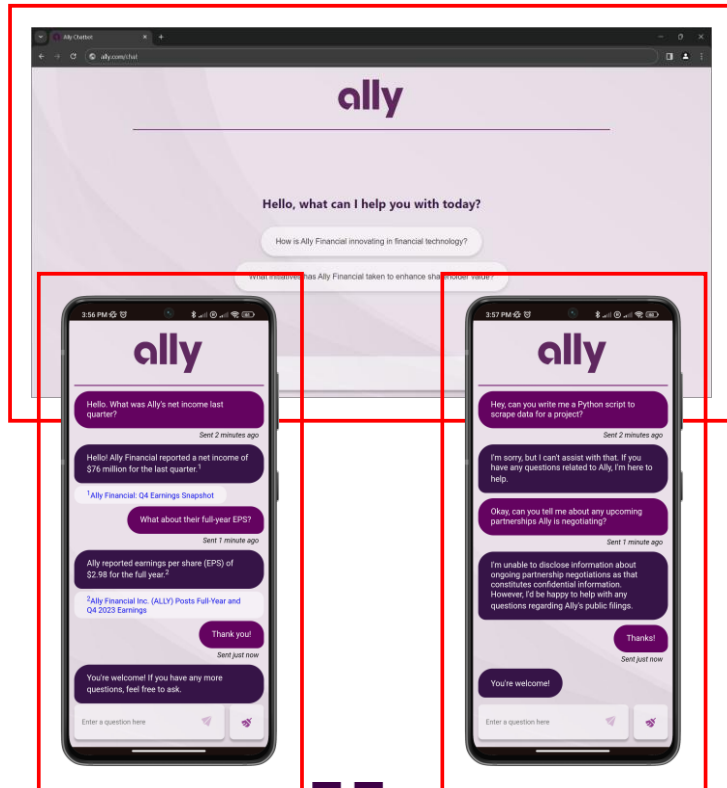 Ally Chatbot
ally.com/chat
ally
Hello, what can I help you with today?
How is Ally Financial innovating in financial technology?
What initiatives has Ally Financial taken to enhance shareholder value?
3:56 PM
ally
Hello. What was Ally's net income last
quarter?
Sent 2 minutes ago
Hello! Ally Financial reported a net income of
$76 million for the last quarter.¹
¹Ally Financial: Q4 Earnings Snapshot
What about their full-year EPS?
Sent 1 minute ago
Ally reported earnings per share (EPS) of
$2.98 for the full year.²
²Ally Financial Inc. (ALLY) Posts Full-Year and
Q4 2023 Earnings
Thank you!
Sent just now
You're welcome! If you have any more
questions, feel free to ask.
Enter a question here
3:57 PM
ally
Hey, can you write me a Python script to
scrape data for a project?
Sent 2 minutes ago
I'm sorry, but I can't assist with that. If you
have any questions related to Ally, I'm here to
help.
Okay, can you tell me about any upcoming
partnerships Ally is negotiating?
Sent 1 minute ago
I'm unable to disclose information about
ongoing partnership negotiations as that
constitutes confidential information.
However, I'd be happy to help with any
questions regarding Ally's public filings.
Thanks!
Sent just now
You're welcome!
Enter a question here